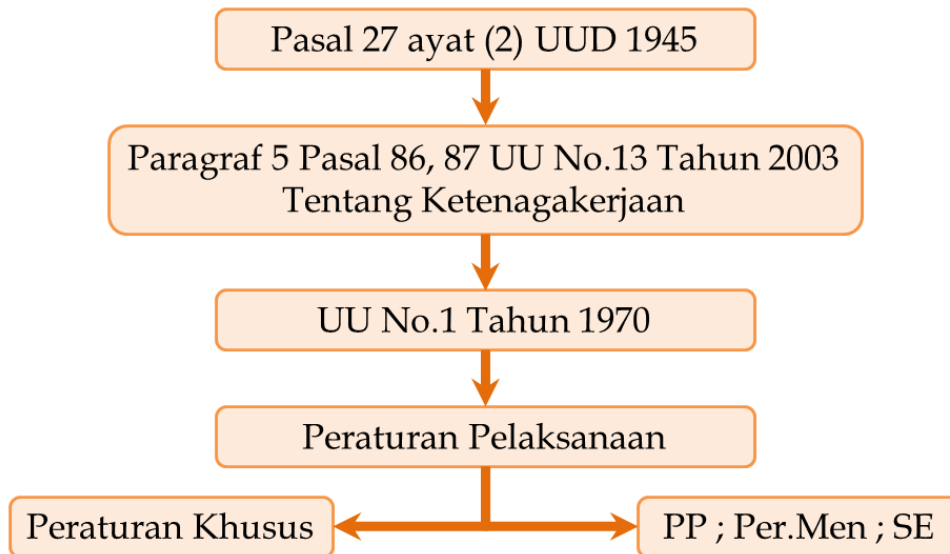 Pasal 27 ayat (2) UUD 1945
Paragraf 5 Pasal 86, 87 UU No.13 Tahun 2003
Tentang Ketenagakerjaan
UU No.1 Tahun 1970
Peraturan Pelaksanaan
Peraturan Khusus
PP ; Per.Men ; SE